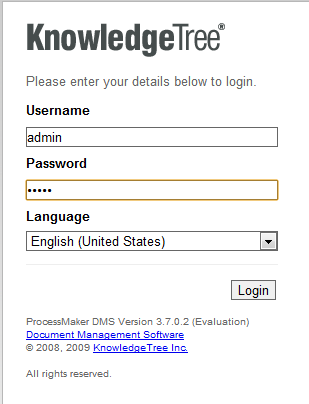 KnowledgeTree®
Please enter your details below to login.
Username
admin
Password
•••••
Language
English (United States)
Login
ProcessMaker DMS Version 3.7.0.2 (Evaluation)
Document Management Software
© 2008, 2009 KnowledgeTree Inc.
All rights reserved.